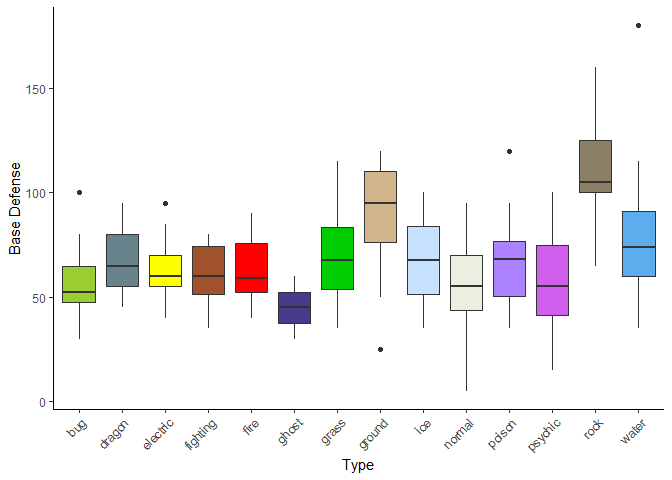 Base Defense
150
100
50
0
bug
dragon
electric
fighting
fire
ghost
grass
ground
ice
normal
poison
psychic
rock
water
Type